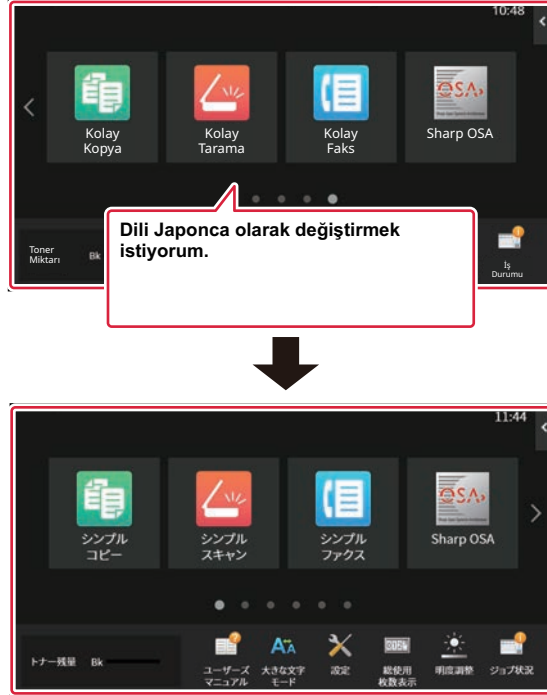 10:48
Kolay
Kopya
Kolay
Tarama
Kolay
Faks
Sharp OSA
OSA
Dili Japonca olarak değiştirmek
istiyorum.
Toner
Miktarı
Bk
İş
Durumu
11:44
シンプル
コピー
シンプル
スキャン
シンプル
ファクス
Sharp OSA
OSA
トナー残量 Bk
ユーザーズ
マニュアル
大きな文字
モード
設定
総使用
枚数表示
明度調整
ジョブ状況